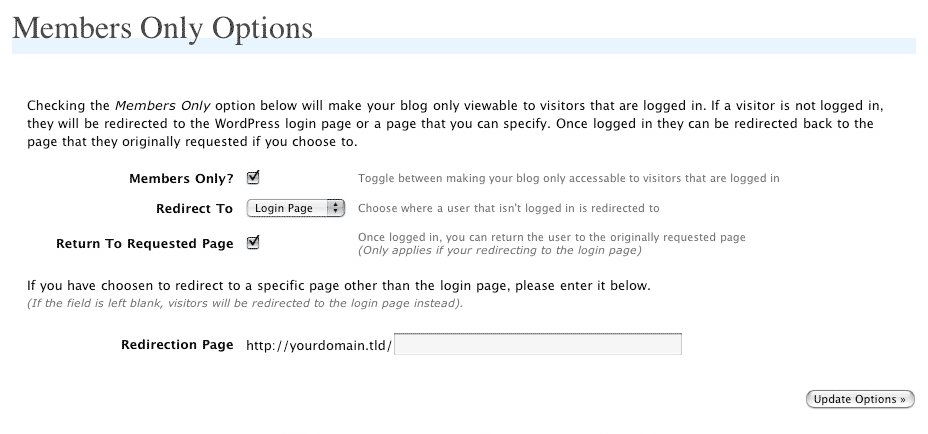 Members Only Options
Checking the Members Only option below will make your blog only viewable to visitors that are logged in. If a visitor is not logged in,
they will be redirected to the WordPress login page or a page that you can specify. Once logged in they can be redirected back to the
page that they originally requested if you choose to.
Members Only? Toggle between making your blog only accessable to visitors that are logged in
Redirect To Login Page Choose where a user that isn't logged in is redirected to
Return To Requested Page Once logged in, you can return the user to the originally requested page
(Only applies if your redirecting to the login page)
If you have choosen to redirect to a specific page other than the login page, please enter it below.
(If the field is left blank, visitors will be redirected to the login page instead).
Redirection Page http://yourdomain.tld/
Update Options »